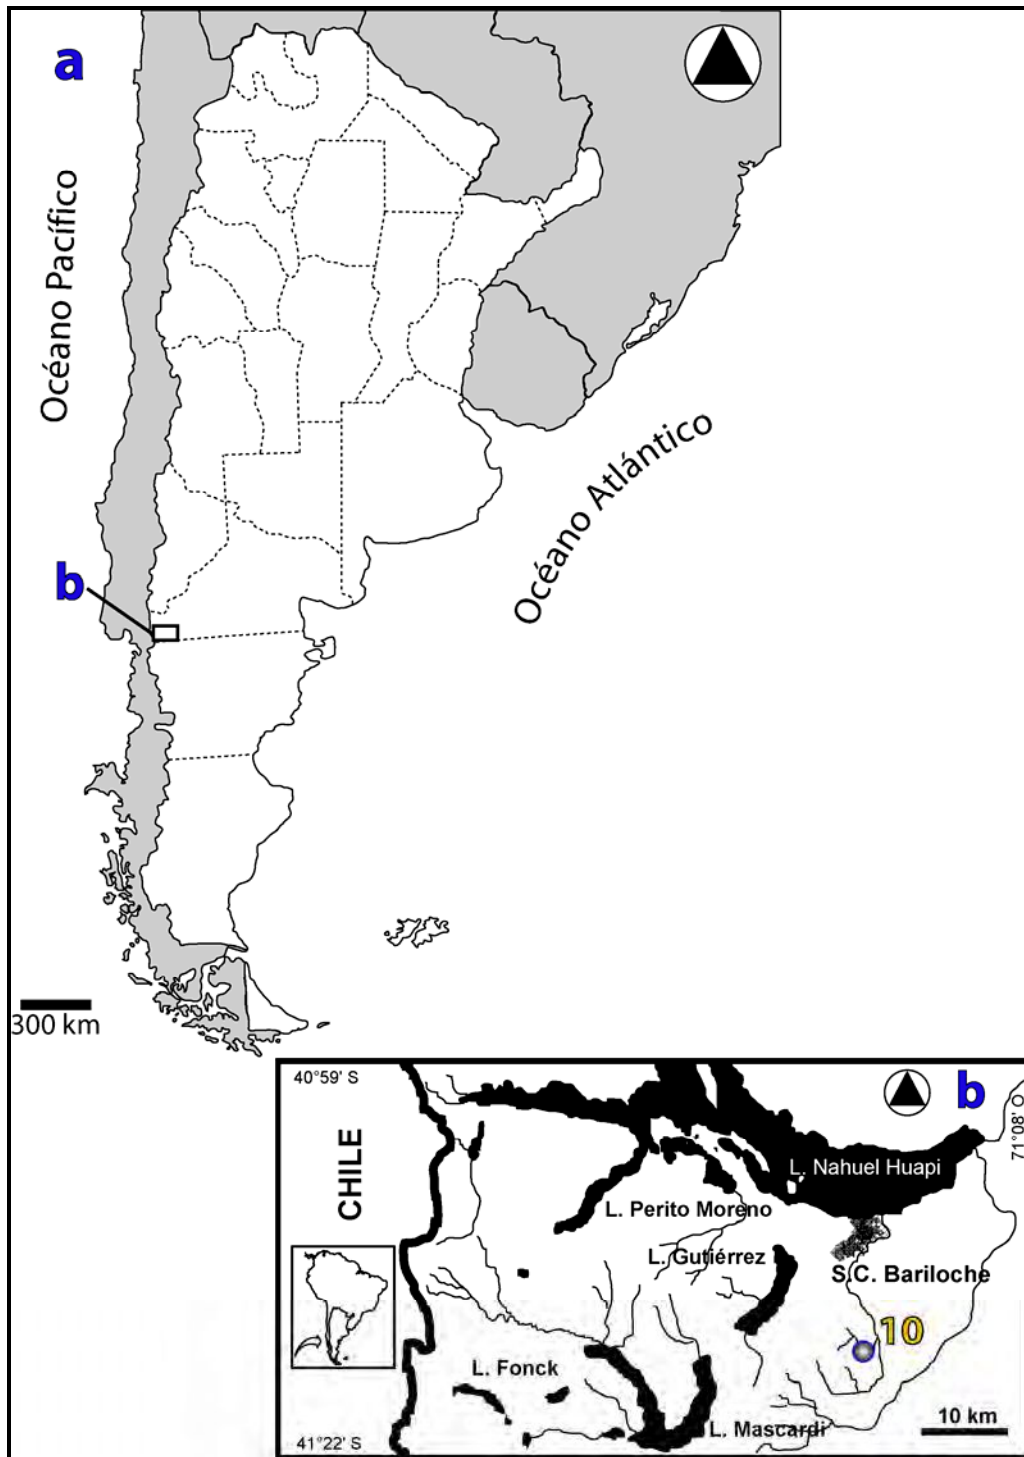 a
Océano Pacífico
Océano Atlántico
b
300 km
40°59' S
b
71°08' O
CHILE
L. Nahuel Huapi
L. Perito Moreno
L. Gutiérrez
S.C. Bariloche
10
L. Fonck
L. Mascardi
10 km
41°22' S